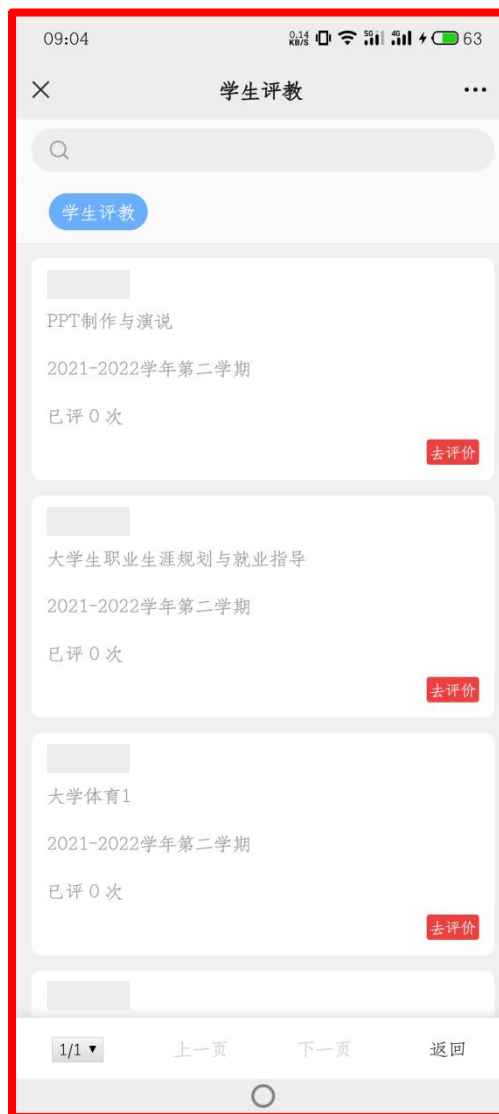 09:04
0.14 KB/S 5G 4G 63
学生评教
学生评教
PPT制作与演说
2021-2022学年第二学期
已评 0 次
去评价
大学生职业生涯规划与就业指导
2021-2022学年第二学期
已评 0 次
去评价
大学体育1
2021-2022学年第二学期
已评 0 次
去评价
1/1 上一页 下一页 返回